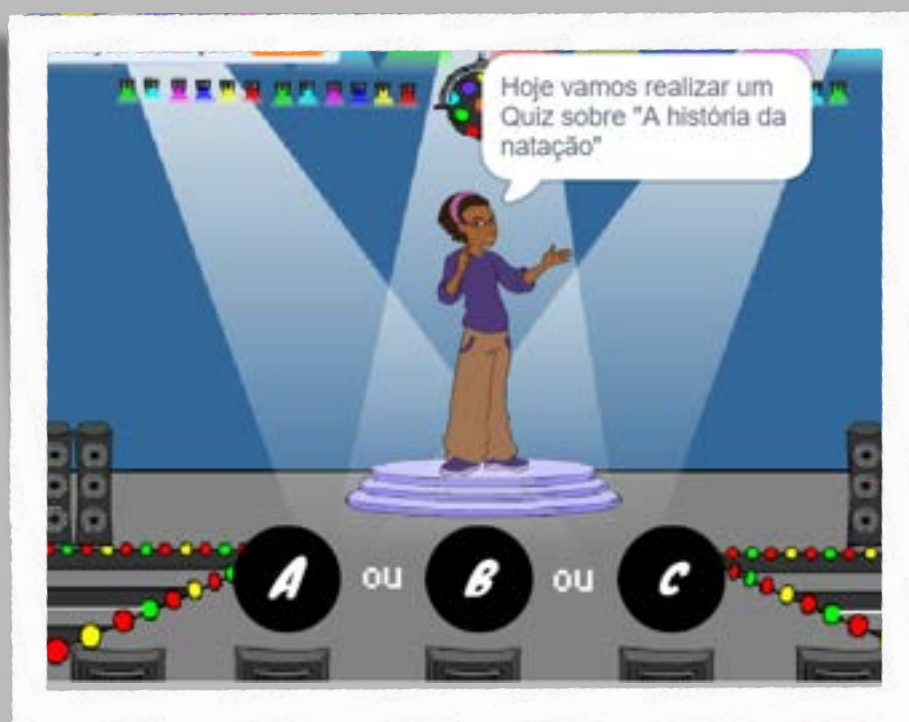 Hoje vamos realizar um
Quiz sobre "A história da
natação"
A ou B ou C